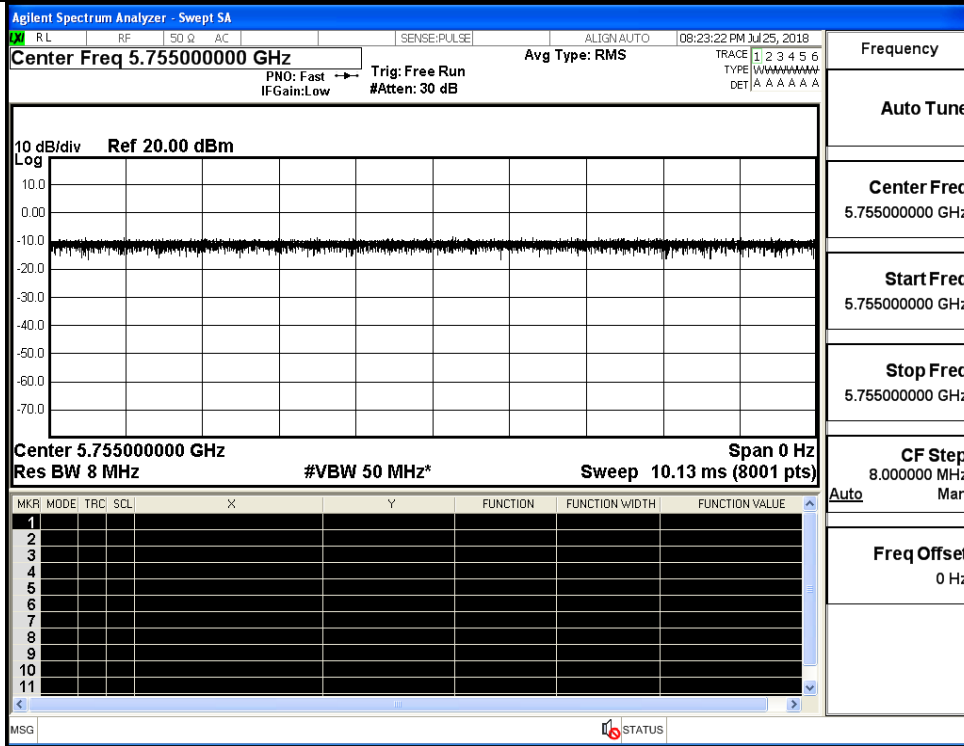 Agilent Spectrum Analyzer - Swept SA
LXI RL RF 50 Ω AC SENSE:PULSE ALIGN AUTO 08:23:22 PM Jul 25, 2018
Center Freq 5.755000000 GHz
PNO: Fast
IFGain:Low
Trig: Free Run
#Atten: 30 dB
Avg Type: RMS
TRACE 1 2 3 4 5 6
TYPE WWWWWW
DET A A A A A A
10 dB/div Ref 20.00 dBm
Log
10.0
0.00
-10.0
-20.0
-30.0
-40.0
-50.0
-60.0
-70.0
Center 5.755000000 GHz Span 0 Hz
Res BW 8 MHz #VBW 50 MHz* Sweep 10.13 ms (8001 pts)
MKR MODE TRC SCL X Y FUNCTION FUNCTION WIDTH FUNCTION VALUE
1
2
3
4
5
6
7
8
9
10
11
MSG STATUS
Frequency
Auto Tune
Center Freq
5.755000000 GHz
Start Freq
5.755000000 GHz
Stop Freq
5.755000000 GHz
CF Step
8.000000 MHz
Auto Man
Freq Offset
0 Hz